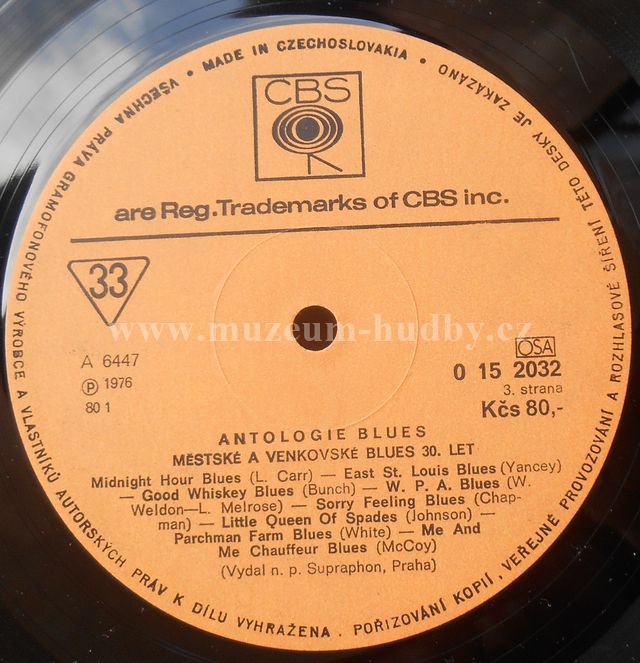 VŠECHNA PRÁVA GRAMOFONOVÉHO VÝROBCE A VLASTNÍKŮ AUTORSKÝCH PRÁV K DÍLU VYHRAŽENA . POŘIZOVÁNÍ KOPIÍ, VEŘEJNÉ PROVOZOVÁNÍ A ROZHLASOVÉ ŠÍŘENÍ TÉTO DESKY JE ZAKÁZÁNO • MADE IN CZECHOSLOVAKIA •
CBS
are Reg.Trademarks of CBS inc.
33
www.muzeum-hudby.cz
A 6447
Ⓟ 1976
80 1
OSA
0 15 2032
3. strana
Kčs 80,-
ANTOLOGIE BLUES
MĚSTSKÉ A VENKOVSKÉ BLUES 30. LET
Midnight Hour Blues (L. Carr) — East St. Louis Blues (Yancey)
— Good Whiskey Blues (Bunch) — W. P. A. Blues (W.
Weldon—L. Melrose) — Sorry Feeling Blues (Chap-
man) — Little Queen Of Spades (Johnson) —
Parchman Farm Blues (White) — Me And
Me Chauffeur Blues (McCoy)
(Vydal n. p. Supraphon, Praha)